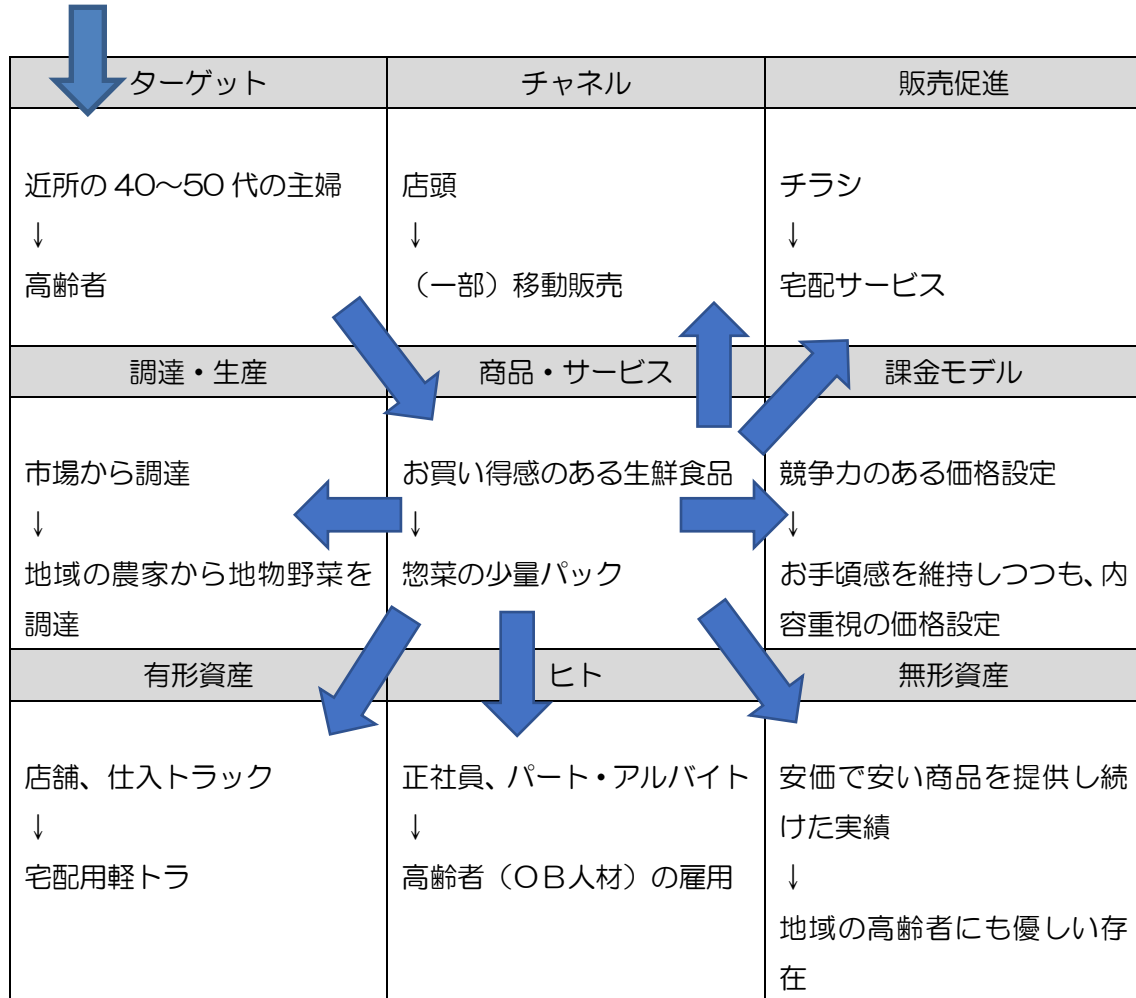 ターゲット
チャネル
販売促進
近所の 40～50 代の主婦
↓
高齢者
店頭
↓
（一部）移動販売
チラシ
↓
宅配サービス
調達・生産
商品・サービス
課金モデル
市場から調達
↓
地域の農家から地物野菜を
調達
お買い得感のある生鮮食品
↓
惣菜の少量パック
競争力のある価格設定
↓
お手頃感を維持しつつも、内
容重視の価格設定
有形資産
ヒト
無形資産
店舗、仕入トラック
↓
宅配用軽トラ
正社員、パート・アルバイト
↓
高齢者（ＯＢ人材）の雇用
安価で安い商品を提供し続
けた実績
↓
地域の高齢者にも優しい存
在